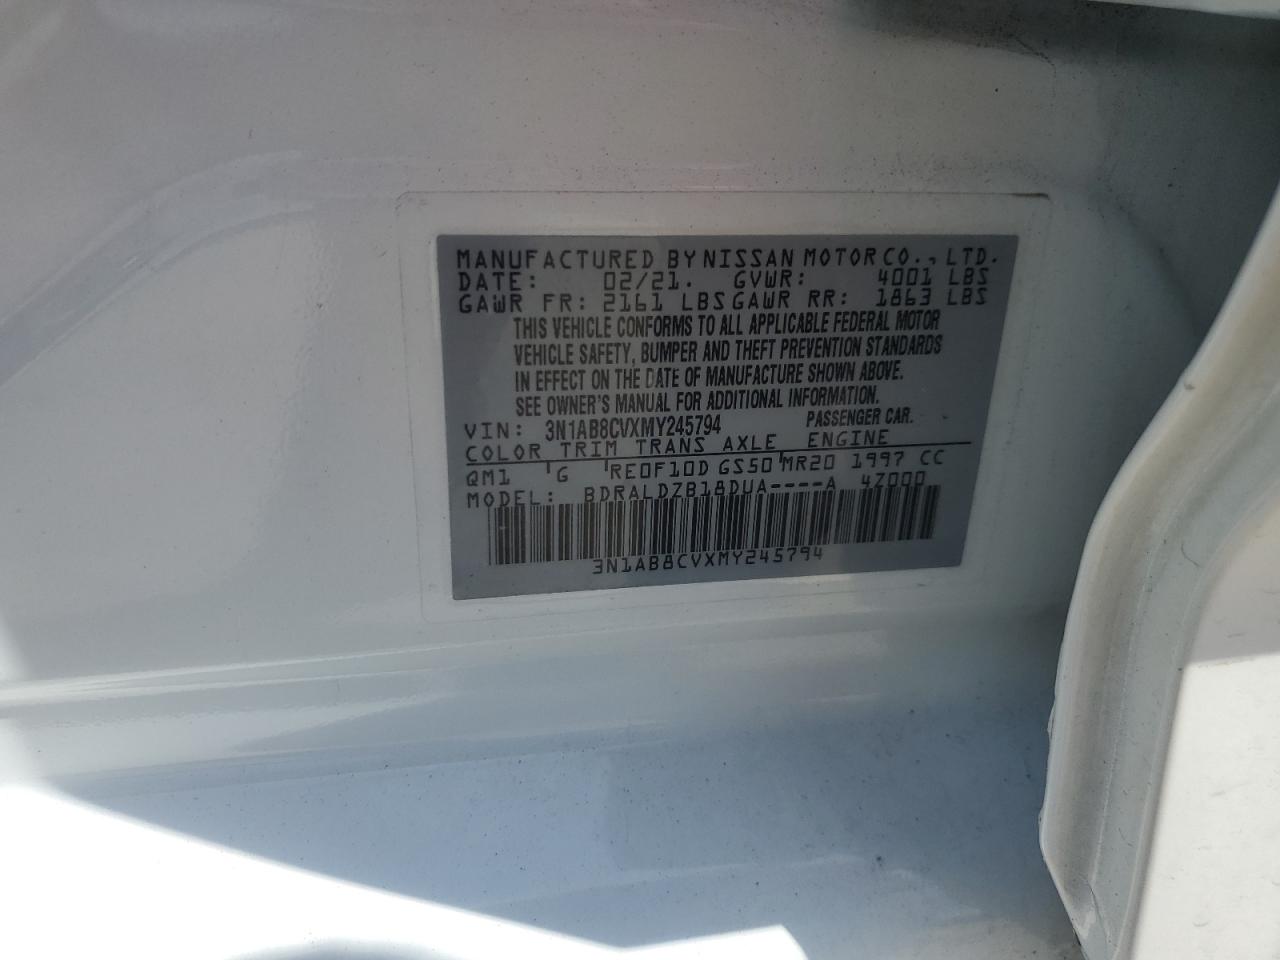 MANUFACTURED BY NISSAN MOTOR CO., LTD.
DATE: 02/21. GVWR: 4001 LBS
GAWR FR: 2161 LBS GAWR RR: 1863 LBS
THIS VEHICLE CONFORMS TO ALL APPLICABLE FEDERAL MOTOR
VEHICLE SAFETY, BUMPER AND THEFT PREVENTION STANDARDS
IN EFFECT ON THE DATE OF MANUFACTURE SHOWN ABOVE.
SEE OWNER'S MANUAL FOR ADDITIONAL INFORMATION.
VIN: 3N1AB8CVXMY245794 PASSENGER CAR.
COLOR TRIM TRANS AXLE ENGINE
QM1 G RE0F10D GS50 MR20 1997 CC
MODEL: BDRALDZB18DUA----A 4Z000
3N1AB8CVXMY245794